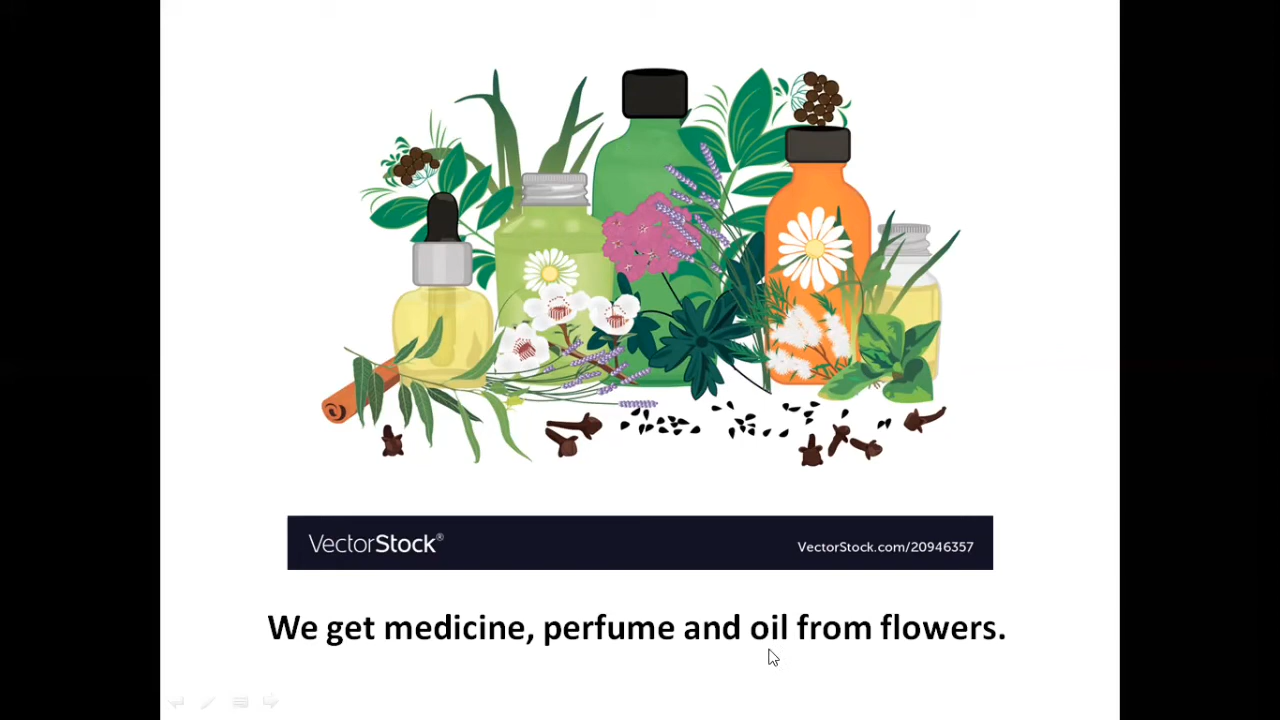 VectorStock®
VectorStock.com/20946357
We get medicine, perfume and oil from flowers.